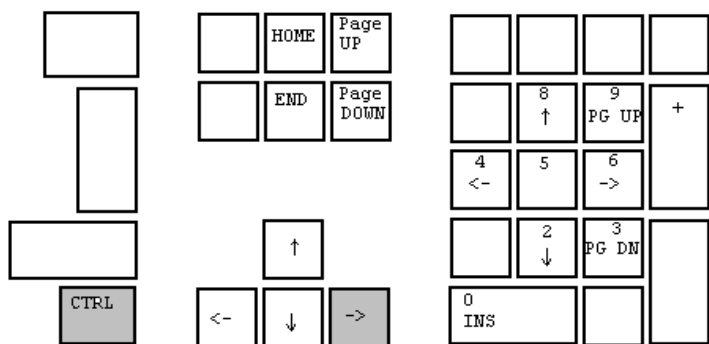 HOME Page
UP
END Page
DOWN
8 9
↑ PG UP +
4 5 6
<- ->
2 3
↓ PG DN
↑
CTRL
<- ↓ ->
0
INS